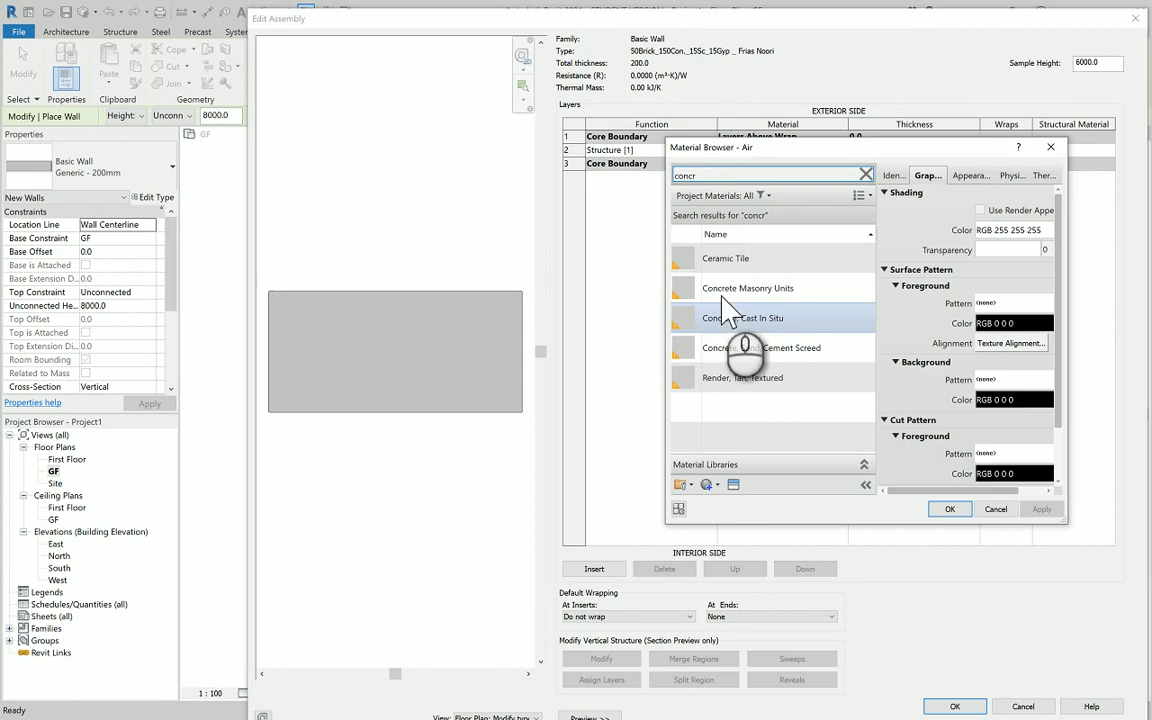 Edit Assembly
File
Architecture
Structure
Steel
Precast
Modify
Paste
Cope
Cut
Join
Select
Properties
Clipboard
Geometry
Modify | Place Wall
Height:
Unconn
8000.0
Properties
GF
Basic Wall
Generic - 200mm
New Walls
Edit Type
Constraints
Location Line Wall Centerline
Base Constraint GF
Base Offset 0.0
Base is Attached
Base Extension D... 0.0
Top Constraint Unconnected
Unconnected He... 8000.0
Top Offset 0.0
Top is Attached
Top Extension Di... 0.0
Room Bounding
Related to Mass
Cross-Section Vertical
Properties help
Apply
Project Browser - Project1
Views (all)
Floor Plans
First Floor
GF
Site
Ceiling Plans
First Floor
GF
Elevations (Building Elevation)
East
North
South
West
Legends
Schedules/Quantities (all)
Sheets (all)
Families
Groups
Revit Links
Ready
1 : 100
Family: Basic Wall
Type: 50Brick_150Con._15Sc_15Gyp _ Frias Noori
Total thickness: 200.0
Resistance (R): 0.0000 (m²·K)/W
Thermal Mass: 0.00 kJ/K
Sample Height: 6000.0
Layers
EXTERIOR SIDE
Function Material Thickness Wraps Structural Material
1 Core Boundary Layers Above Wrap 0.0
2 Structure [1]
3 Core Boundary
Material Browser - Air
?
concr
Project Materials: All
Search results for "concr"
Name
Ceramic Tile
Concrete Masonry Units
Cast In Situ
Cement Screed
Render, Tan, Textured
Material Libraries
Iden... Grap... Appeara... Physi... Ther...
Shading
Use Render Appe
Color RGB 255 255 255
Transparency 0
Surface Pattern
Foreground
Pattern <none>
Color RGB 0 0 0
Alignment Texture Alignment...
Background
Pattern <none>
Color RGB 0 0 0
Cut Pattern
Foreground
Pattern <none>
Color RGB 0 0 0
OK Cancel Apply
INTERIOR SIDE
Insert Delete Up Down
Default Wrapping
At Inserts: At Ends:
Do not wrap None
Modify Vertical Structure (Section Preview only)
Modify Merge Regions Sweeps
Assign Layers Split Region Reveals
View: Floor Plan: Modify type
Preview >>
OK Cancel Help